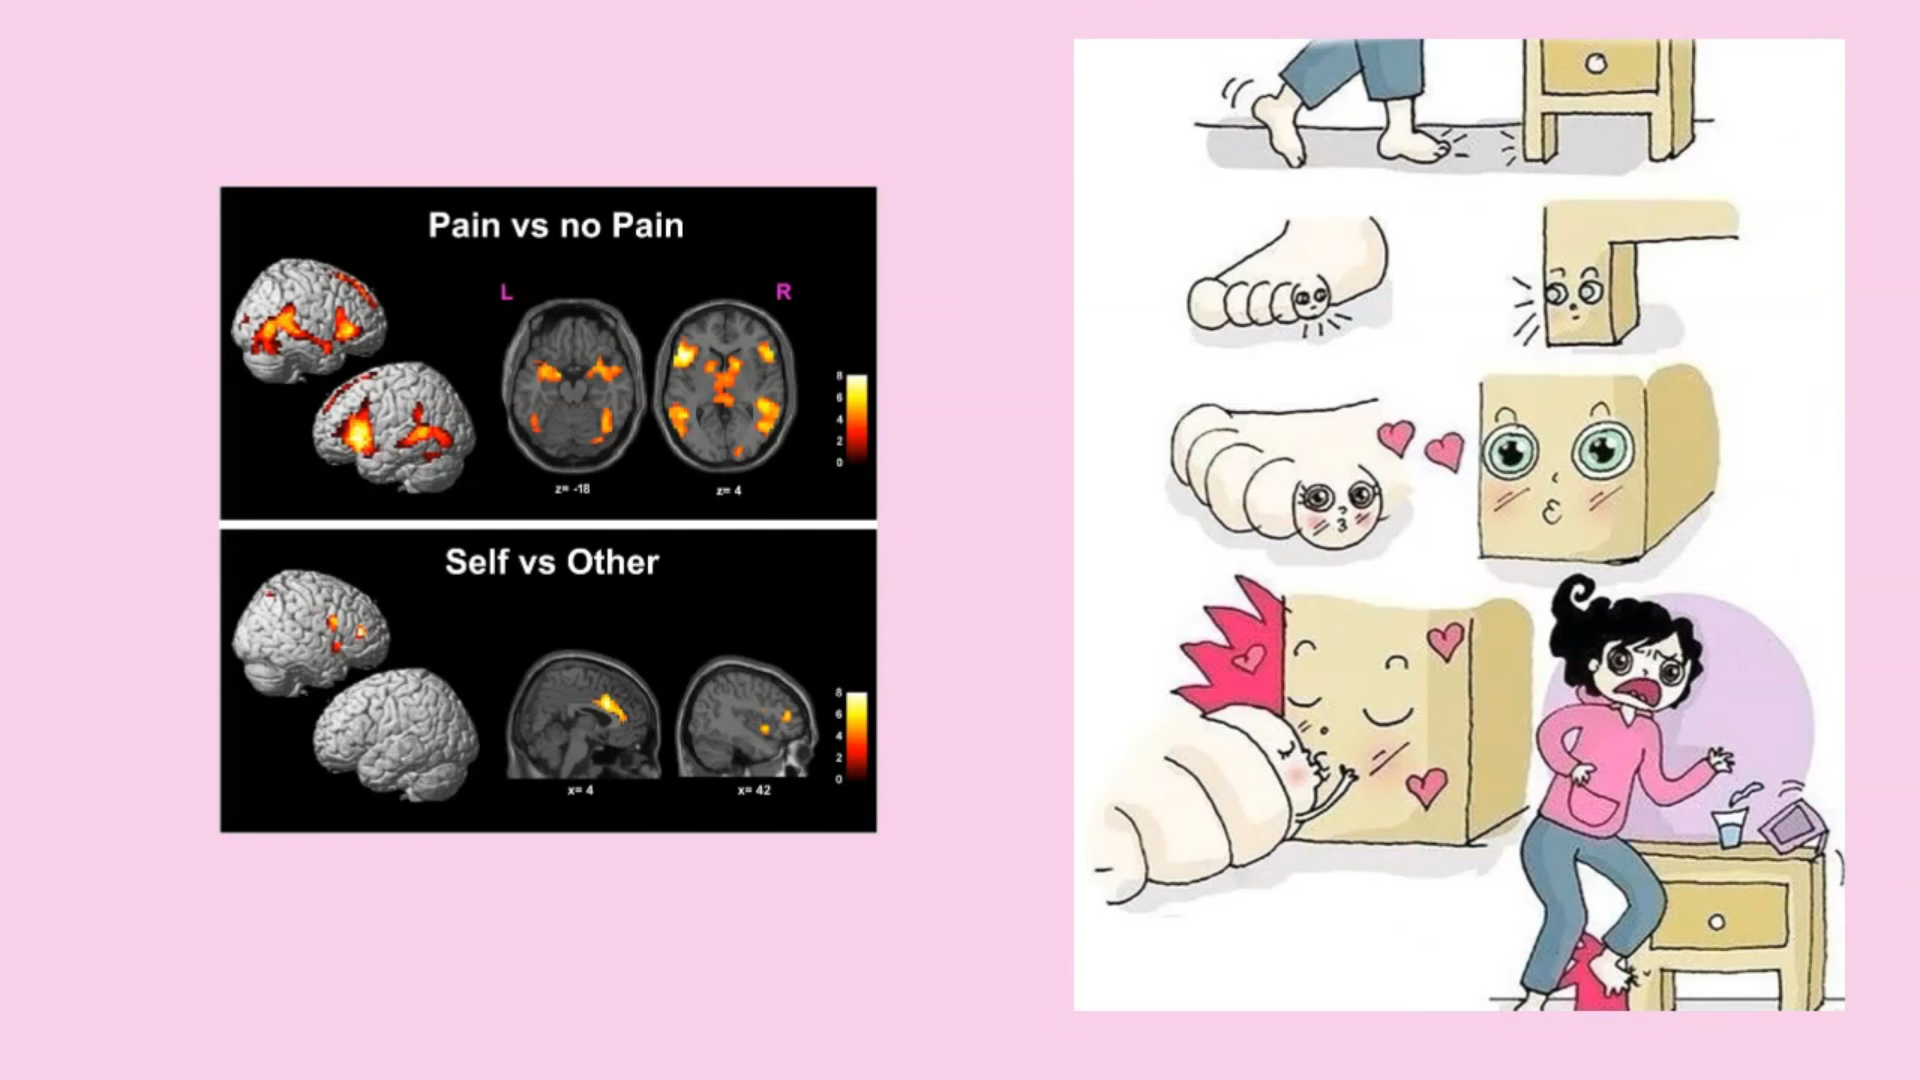 Pain vs no Pain
L
R
8
6
4
2
0
z= -18
z= 4
Self vs Other
8
6
4
2
0
x= 4
x= 42